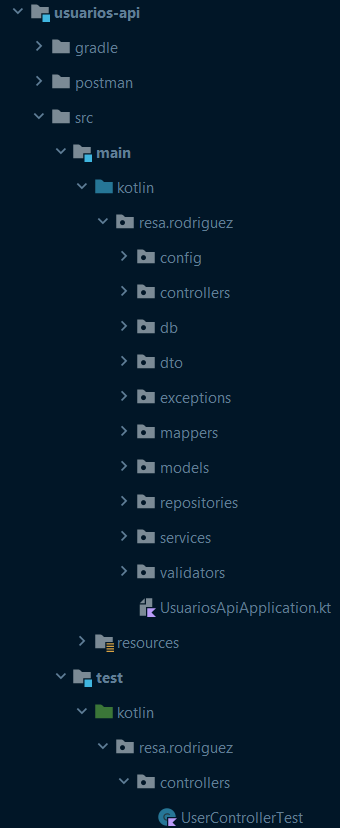 usuarios-api
gradle
postman
src
main
kotlin
resa.rodriguez
config
controllers
db
dto
exceptions
mappers
models
repositories
services
validators
UsuariosApiApplication.kt
resources
test
kotlin
resa.rodriguez
controllers
UserControllerTest